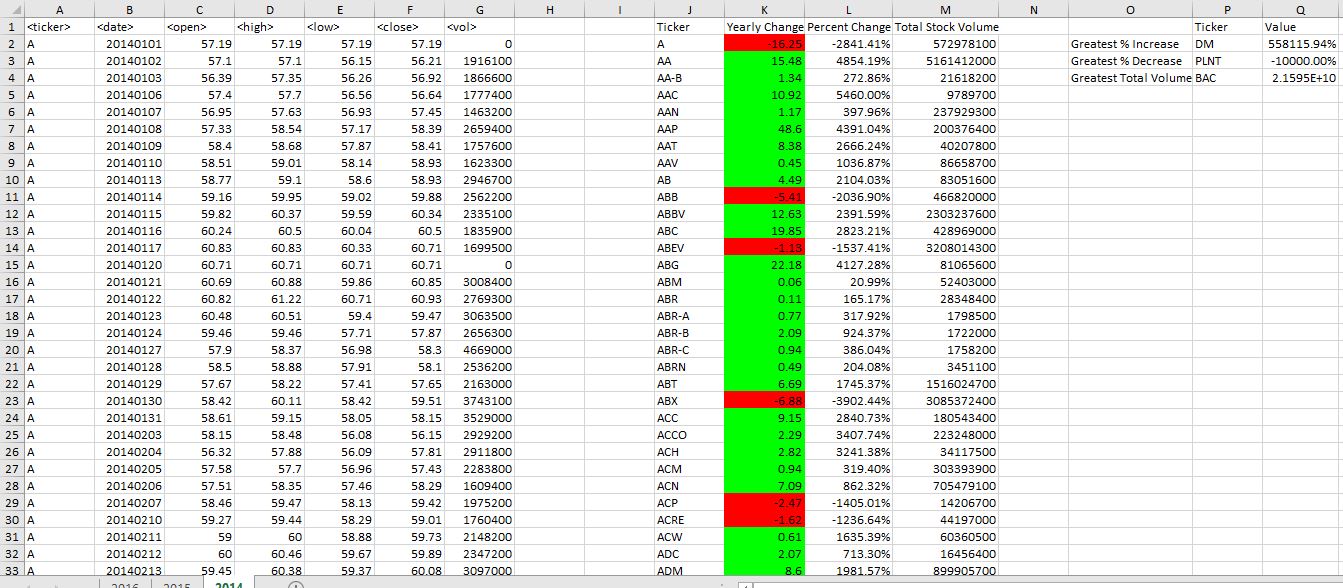 A B C D E F G H I J K L M N O P Q
1 <ticker> <date> <open> <high> <low> <close> <vol> Ticker Yearly Change Percent Change Total Stock Volume Ticker Value
2 A 20140101 57.19 57.19 57.19 57.19 0 A -16.25 -2841.41% 572978100 Greatest % Increase DM 558115.94%
3 A 20140102 57.1 57.1 56.15 56.21 1916100 AA 15.48 4854.19% 5161412000 Greatest % Decrease PLNT -10000.00%
4 A 20140103 56.39 57.35 56.26 56.92 1866600 AA-B 1.34 272.86% 21618200 Greatest Total Volume BAC 2.1595E+10
5 A 20140106 57.4 57.7 56.56 56.64 1777400 AAC 10.92 5460.00% 9789700
6 A 20140107 56.95 57.63 56.93 57.45 1463200 AAN 1.17 397.96% 237929300
7 A 20140108 57.33 58.54 57.17 58.39 2659400 AAP 48.6 4391.04% 200376400
8 A 20140109 58.4 58.68 57.87 58.41 1757600 AAT 8.38 2666.24% 40207800
9 A 20140110 58.51 59.01 58.14 58.93 1623300 AAV 0.45 1036.87% 86658700
10 A 20140113 58.77 59.1 58.6 58.93 2946700 AB 4.49 2104.03% 83051600
11 A 20140114 59.16 59.95 59.02 59.88 2562200 ABB -5.41 -2036.90% 466820000
12 A 20140115 59.82 60.37 59.59 60.34 2335100 ABBV 12.63 2391.59% 2303237600
13 A 20140116 60.24 60.5 60.04 60.5 1835900 ABC 19.85 2823.21% 428969000
14 A 20140117 60.83 60.83 60.33 60.71 1699500 ABEV -1.13 -1537.41% 3208014300
15 A 20140120 60.71 60.71 60.71 60.71 0 ABG 22.18 4127.28% 81065600
16 A 20140121 60.69 60.88 59.86 60.85 3008400 ABM 0.06 20.99% 52403000
17 A 20140122 60.82 61.22 60.71 60.93 2769300 ABR 0.11 165.17% 28348400
18 A 20140123 60.48 60.51 59.4 59.47 3063500 ABR-A 0.77 317.92% 1798500
19 A 20140124 59.46 59.46 57.71 57.87 2656300 ABR-B 2.09 924.37% 1722000
20 A 20140127 57.9 58.37 56.98 58.3 4669000 ABR-C 0.94 386.04% 1758200
21 A 20140128 58.5 58.88 57.91 58.1 2536200 ABRN 0.49 204.08% 3451100
22 A 20140129 57.67 58.22 57.41 57.65 2163000 ABT 6.69 1745.37% 1516024700
23 A 20140130 58.42 60.11 58.42 59.51 3743100 ABX -6.88 -3902.44% 3085372400
24 A 20140131 58.61 59.15 58.05 58.15 3529000 ACC 9.15 2840.73% 180543400
25 A 20140203 58.15 58.48 56.08 56.15 2929200 ACCO 2.29 3407.74% 223248000
26 A 20140204 56.32 57.88 56.09 57.81 2911800 ACH 2.82 3241.38% 34117500
27 A 20140205 57.58 57.7 56.96 57.43 2283800 ACM 0.94 319.40% 303393900
28 A 20140206 57.51 58.35 57.46 58.29 1609400 ACN 7.09 862.32% 705479100
29 A 20140207 58.46 59.47 58.13 59.42 1975200 ACP -2.47 -1405.01% 14206700
30 A 20140210 59.27 59.44 58.29 59.01 1760400 ACRE -1.62 -1236.64% 44197000
31 A 20140211 59 60 58.88 59.73 2148200 ACW 0.61 1635.39% 60360500
32 A 20140212 60 60.46 59.67 59.89 2347200 ADC 2.07 713.30% 16456400
33 A 20140213 59.45 60.38 59.37 60.08 3097000 ADM 8.6 1981.57% 899905700
2016 2015 2014